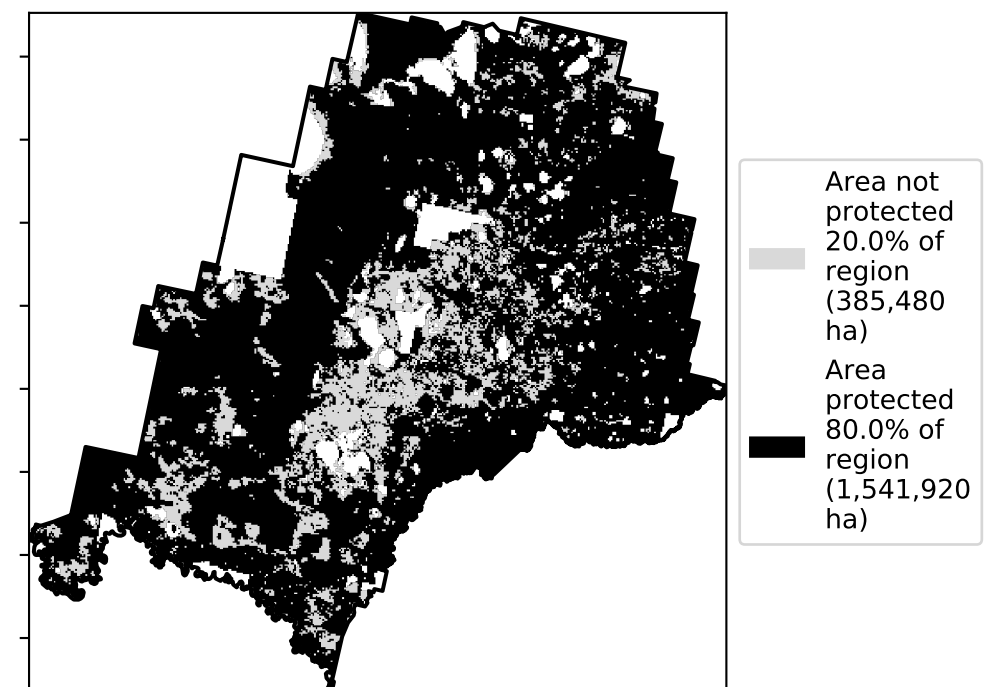 Area not
protected
20.0% of
region
(385,480
ha)
Area
protected
80.0% of
region
(1,541,920
ha)